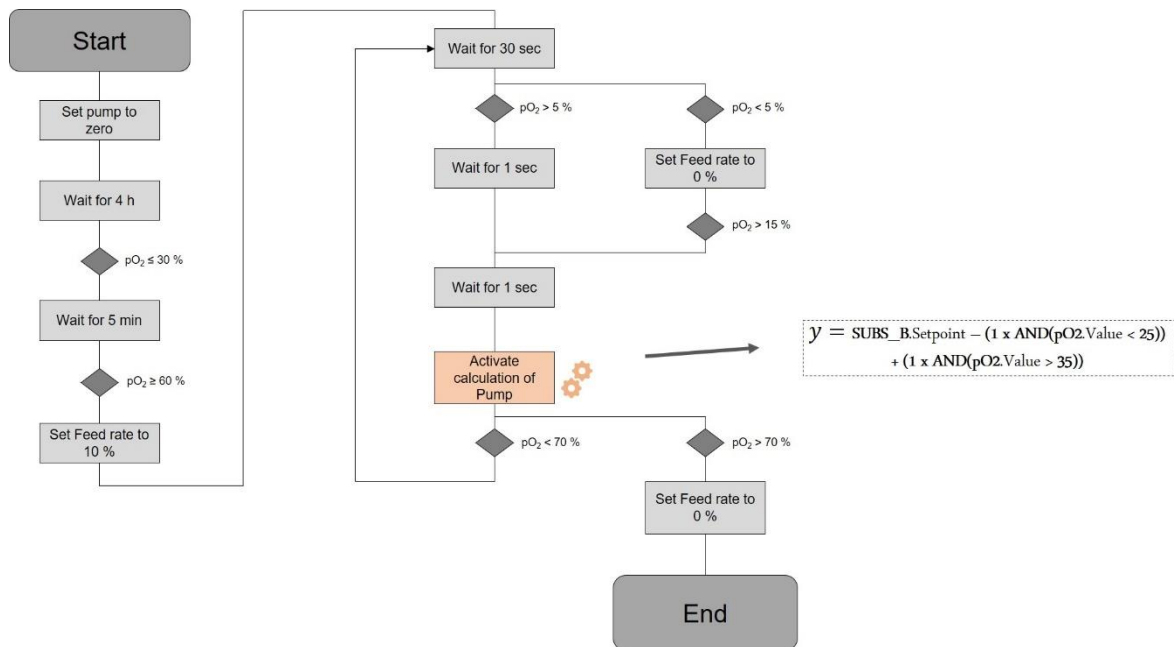 Start
Set pump to
zero
Wait for 4 h
pO₂ ≤ 30 %
Wait for 5 min
pO₂ ≥ 60 %
Set Feed rate to
10 %
Wait for 30 sec
pO₂ > 5 %
pO₂ < 5 %
Wait for 1 sec
Set Feed rate to
0 %
pO₂ > 15 %
Wait for 1 sec
Activate
calculation of
Pump
y = SUBS_B.Setpoint – (1 x AND(pO2.Value < 25))
+ (1 x AND(pO2.Value > 35))
pO₂ < 70 %
pO₂ > 70 %
Set Feed rate to
0 %
End